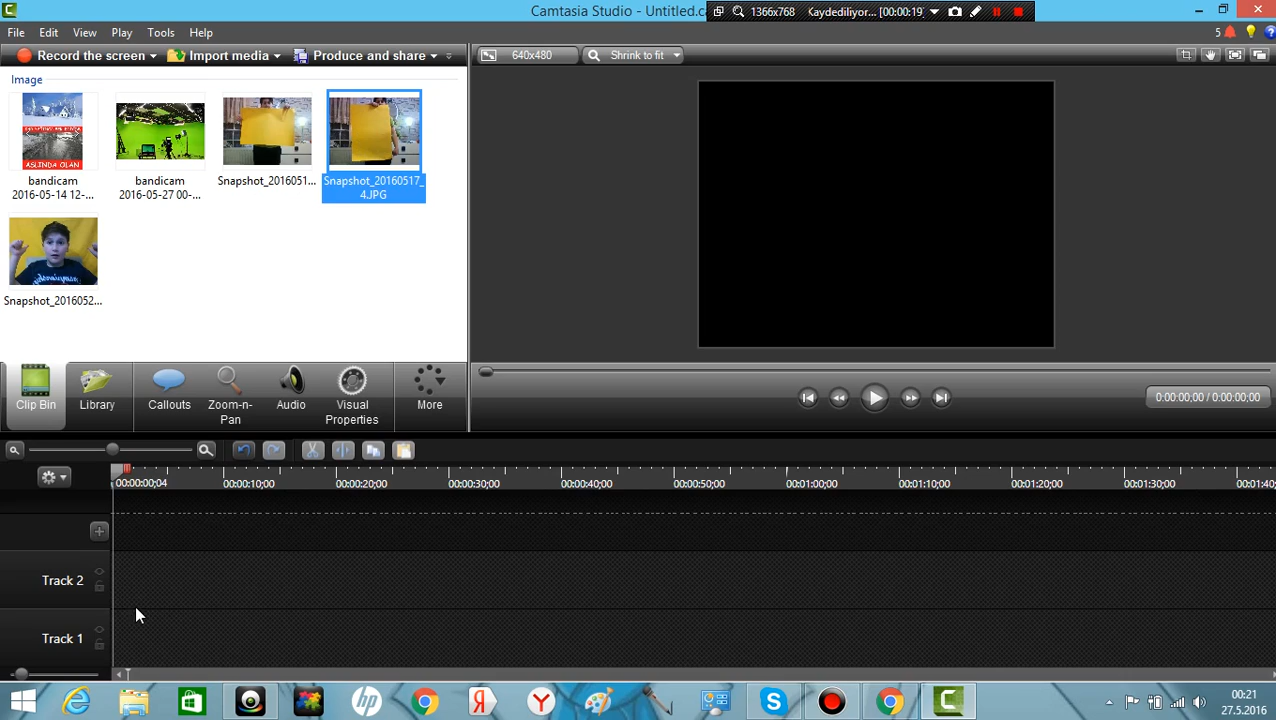 Camtasia Studio - Untitled.ca
1366x768
Kaydediliyor... [00:00:19]
File Edit View Play Tools Help
5
Record the screen
Import media
Produce and share
640x480
Shrink to fit
Image
ASLINDA OLAN
bandicam
2016-05-14 12-...
bandicam
2016-05-27 00-...
Snapshot_2016051...
Snapshot_20160517_
4.JPG
Snapshot_2016052...
Clip Bin
Library
Callouts
Zoom-n-
Pan
Audio
Visual
Properties
More
0:00:00;00 / 0:00:00;00
00:00:00;04
00:00:10;00
00:00:20;00
00:00:30;00
00:00:40;00
00:00:50;00
00:01:00;00
00:01:10;00
00:01:20;00
00:01:30;00
00:01:40;
Track 2
Track 1
hp
Я
Y
S
00:21
27.5.2016